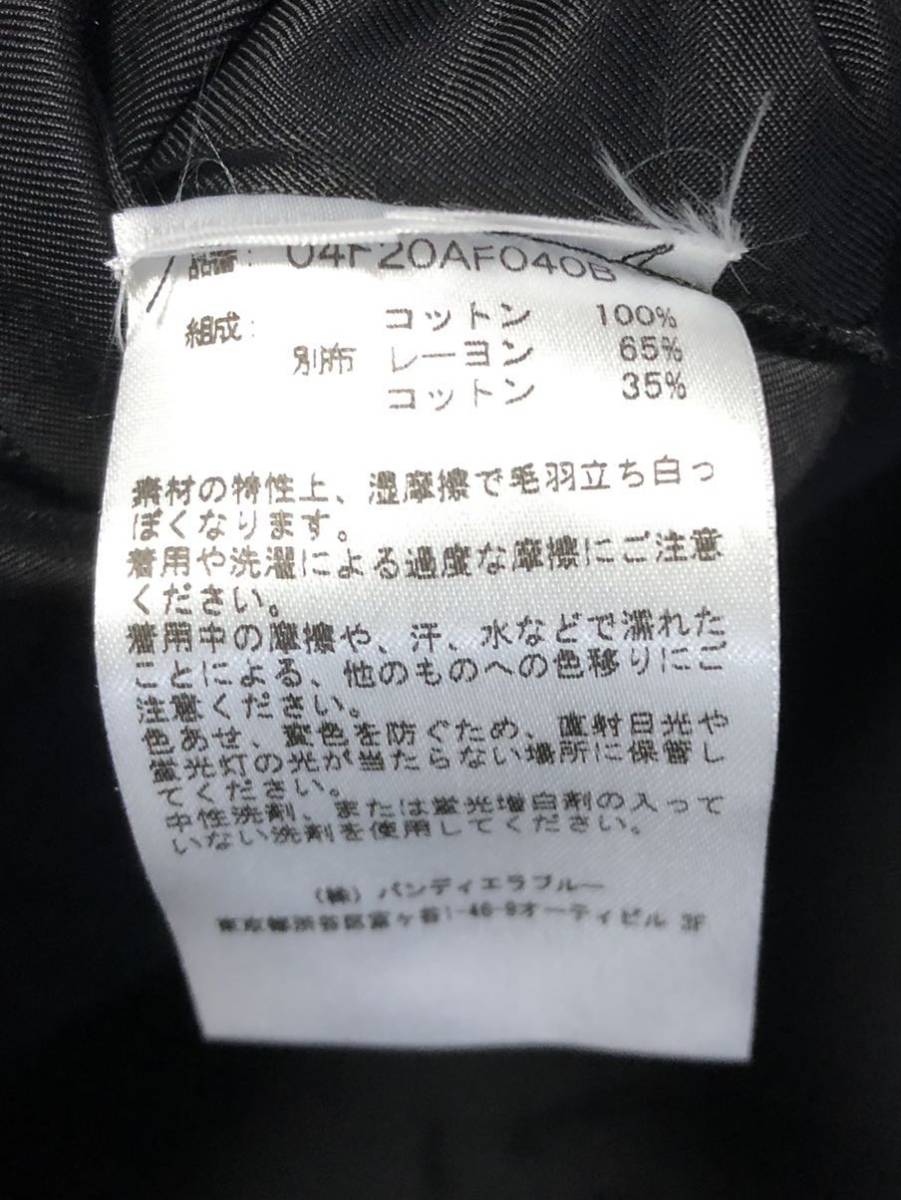 品番: 04F20AF040B
組成: コットン 100%
別布 レーヨン 65%
コットン 35%
素材の特性上、湿摩擦で毛羽立ち白っ
ぽくなります。
着用や洗濯による過度な摩擦にご注意
ください。
着用中の摩擦や、汗、水などで濡れた
ことによる、他のものへの色移りにご
注意ください。
色あせ、変色を防ぐため、直射日光や
蛍光灯の光が当たらない場所に保管し
てください。
中性洗剤、または蛍光増白剤の入って
いない洗剤を使用してください。
(株) バンディエラブルー
東京都渋谷区富ヶ谷1-46-9オーティビル 3F